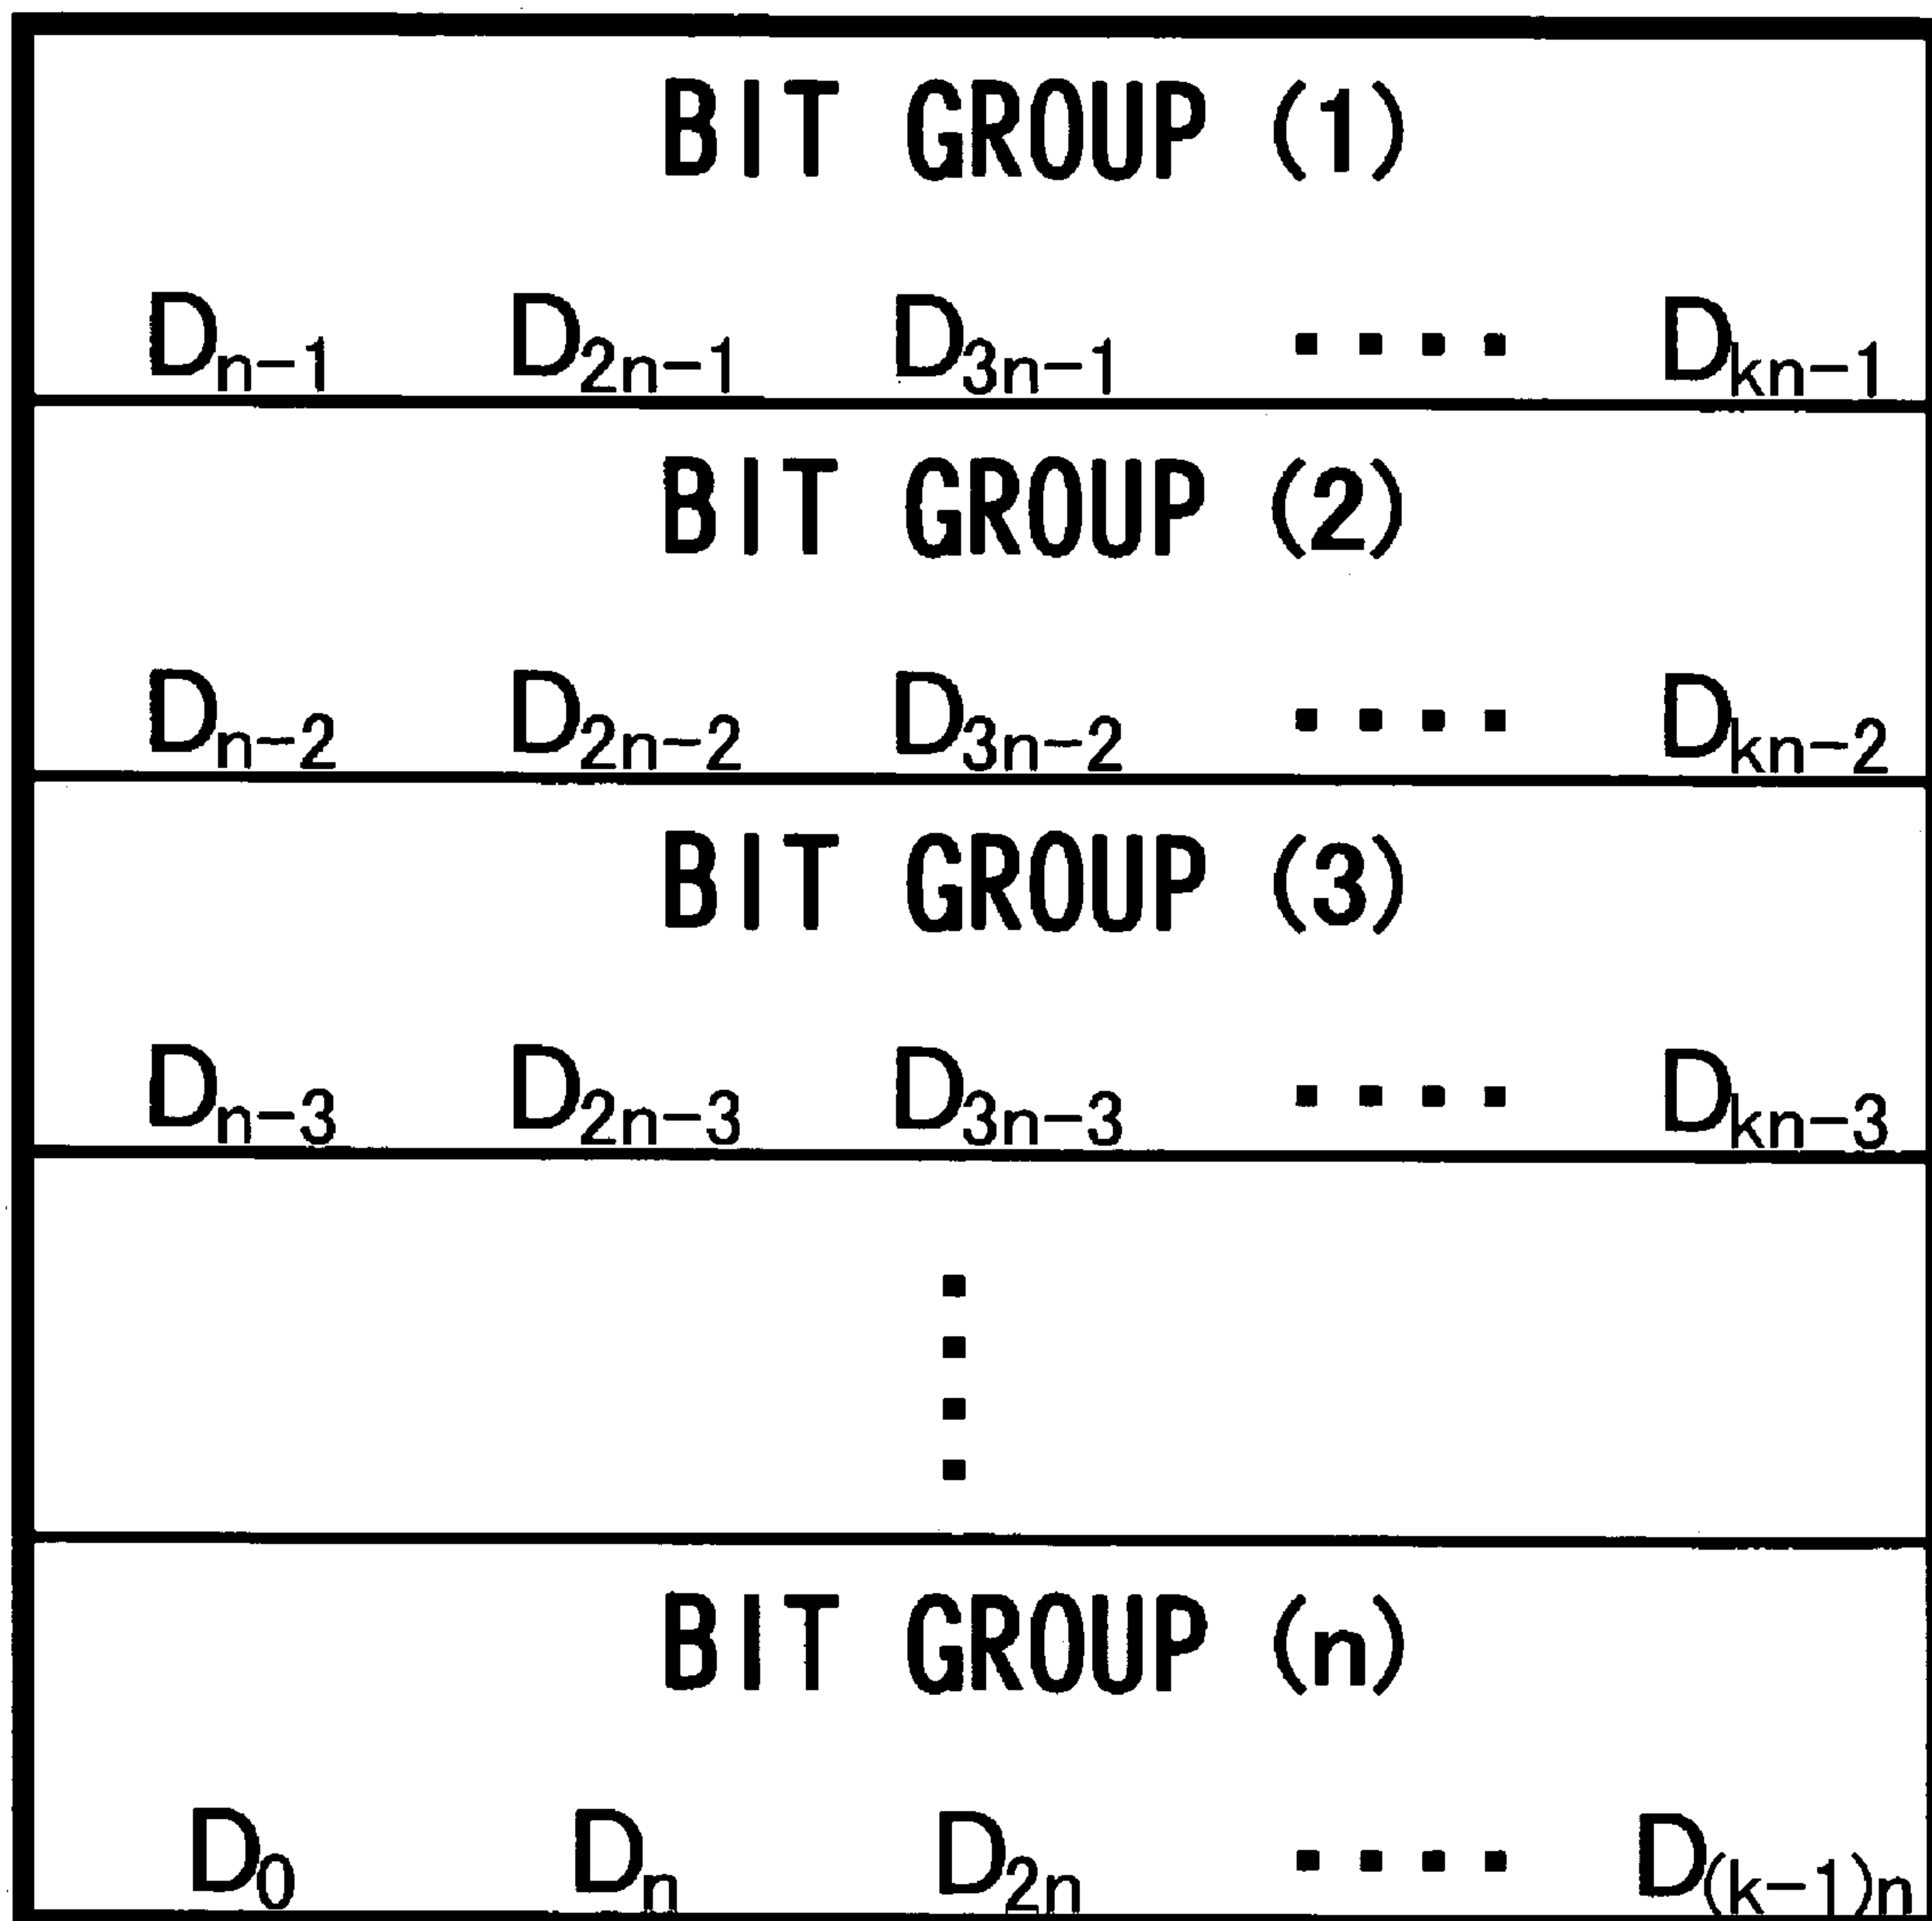 BIT GROUP (1)
Dn-1 D2n-1 D3n-1 ････ Dkn-1
BIT GROUP (2)
Dn-2 D2n-2 D3n-2 ････ Dkn-2
BIT GROUP (3)
Dn-3 D2n-3 D3n-3 ････ Dkn-3
BIT GROUP (n)
D0 Dn D2n ････ D(k-1)n